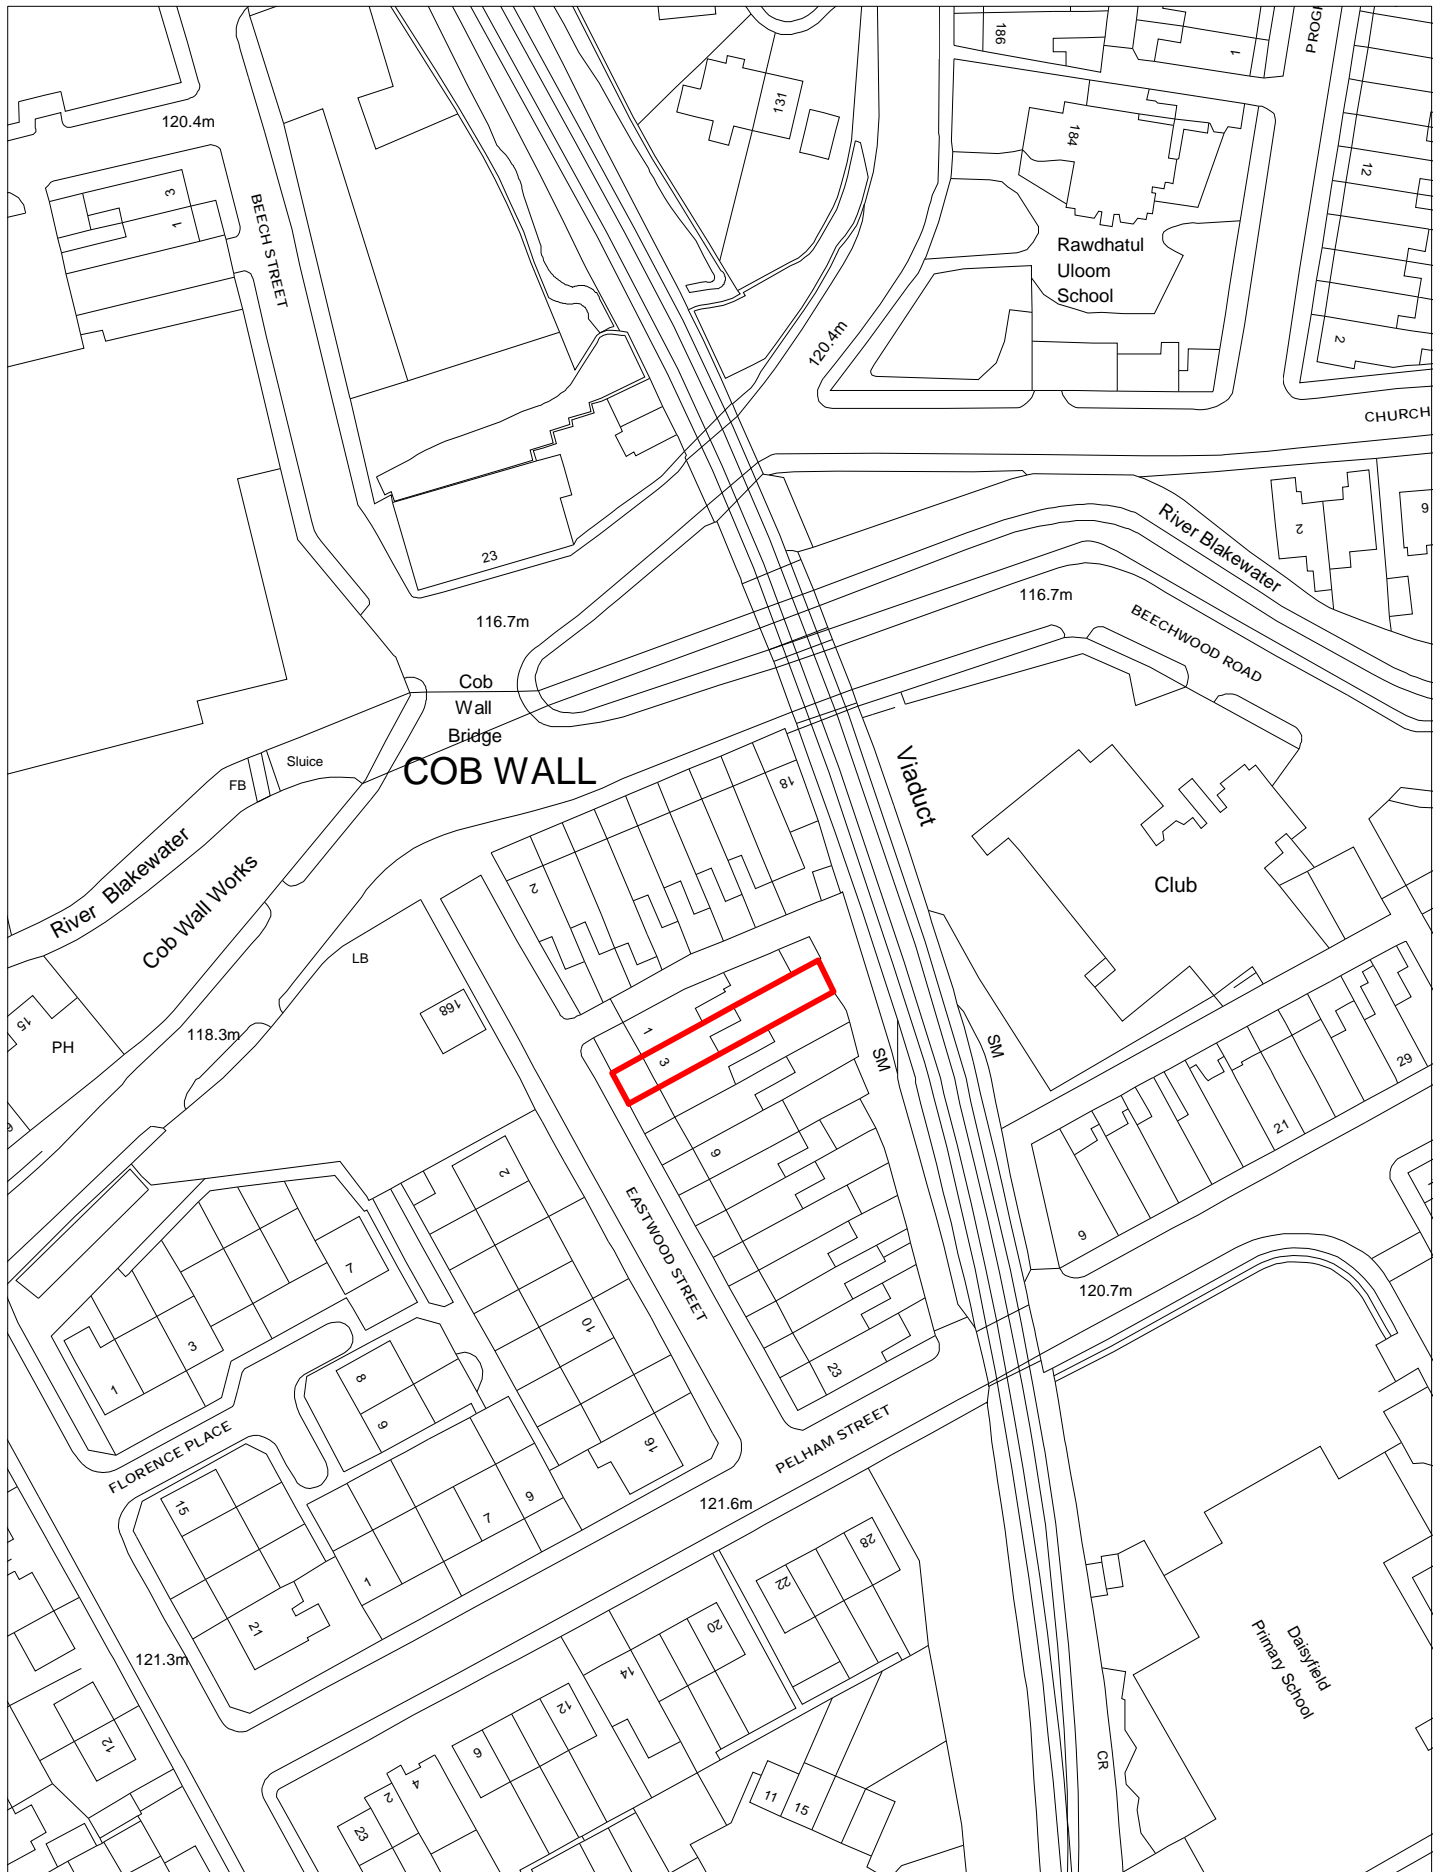 186
1
PROGR
131
120.4m
184
12
3
1
BEECH STREET
Rawdhatul
Uloom
School
120.4m
2
CHURCH
23
River Blakewater
2
9
116.7m
116.7m
BEECHWOOD ROAD
Cob
Wall
Bridge
Sluice
FB
COB WALL
18
Viaduct
2
Club
River Blakewater
Cob Wall Works
LB
168
15
PH
118.3m
1
3
SM
SM
29
21
9
9
2
EASTWOOD STREET
7
3
1
10
120.7m
8
6
23
16
FLORENCE PLACE
PELHAM STREET
15
9
7
1
121.6m
21
28
22
20
14
121.3m
Daisyfield
Primary School
12
12
6
4
2
23
11
15
CR